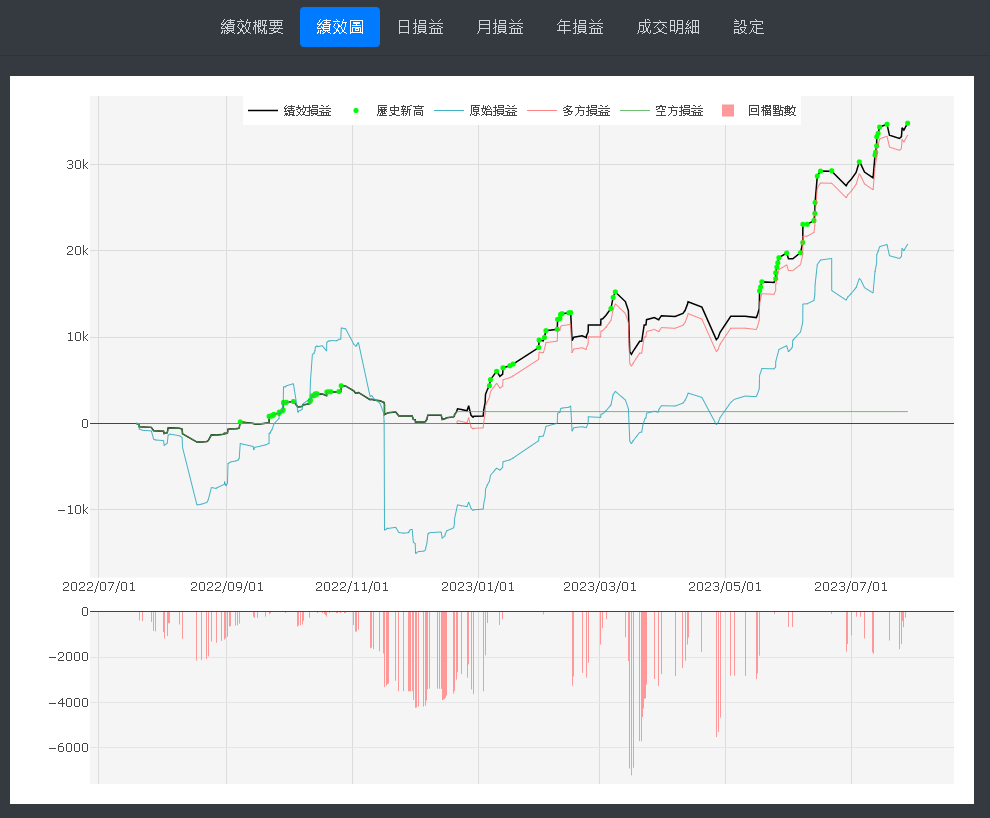 績效概要 績效圖 日損益 月損益 年損益 成交明細 設定
績效損益 歷史新高 原始損益 多方損益 空方損益 回檔點數
30k
20k
10k
0
−10k
2022/07/01 2022/09/01 2022/11/01 2023/01/01 2023/03/01 2023/05/01 2023/07/01
0
−2000
−4000
−6000